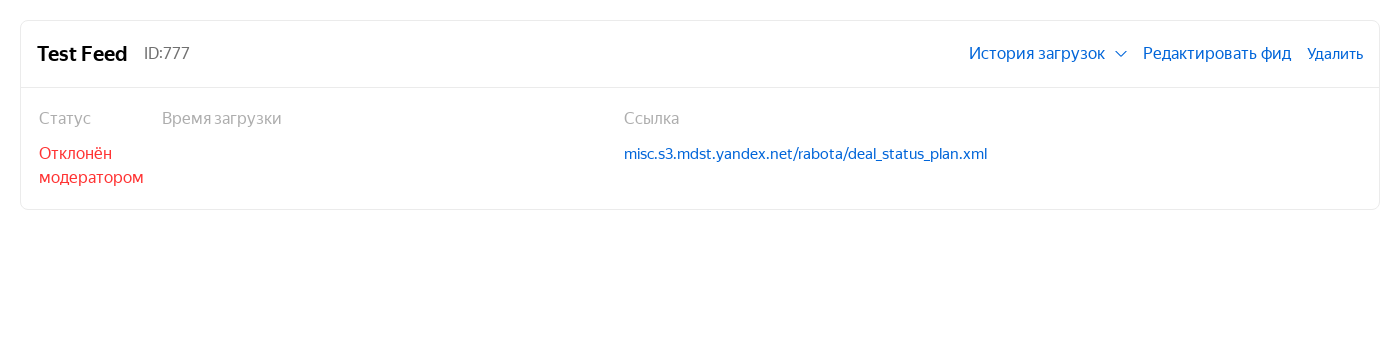 Test Feed ID:777 История загрузок Редактировать фид Удалить
Статус Время загрузки Ссылка
Отклонён misc.s3.mdst.yandex.net/rabota/deal_status_plan.xml
модератором